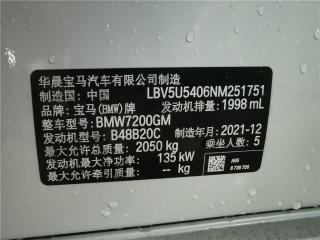 华晨宝马汽车有限公司制造
制造国:中国 LBV5U5406NM251751
品牌:宝马(BMW)牌 发动机排量:1998 mL
整车型号:BMW7200GM
发动机型号:B48B20C 制造年月:2021-12
最大允许总质量:2050 kg 乘坐人数:5
发动机最大净功率: 135 kW
最大允许牵引质量: -- kg